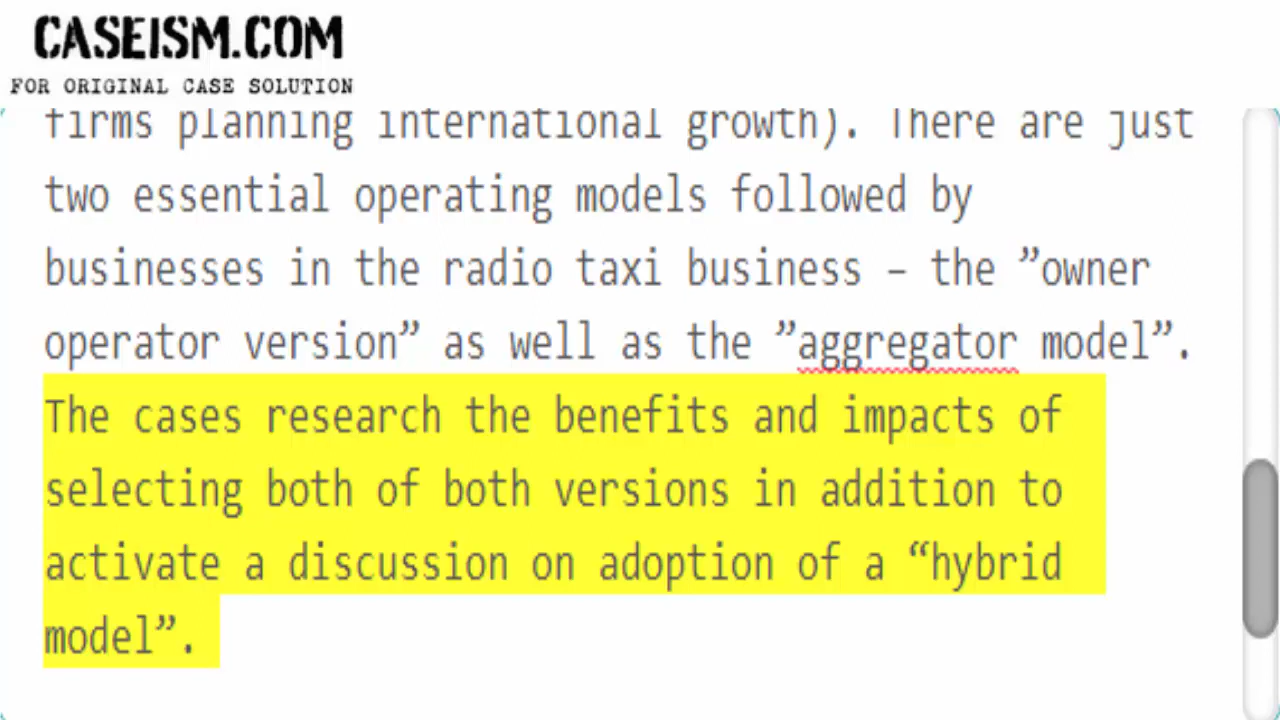 CASEISM.COM
FOR ORIGINAL CASE SOLUTION
firms planning international growth). There are just
two essential operating models followed by
businesses in the radio taxi business – the ”owner
operator version” as well as the ”aggregator model”.
The cases research the benefits and impacts of
selecting both of both versions in addition to
activate a discussion on adoption of a “hybrid
model”.